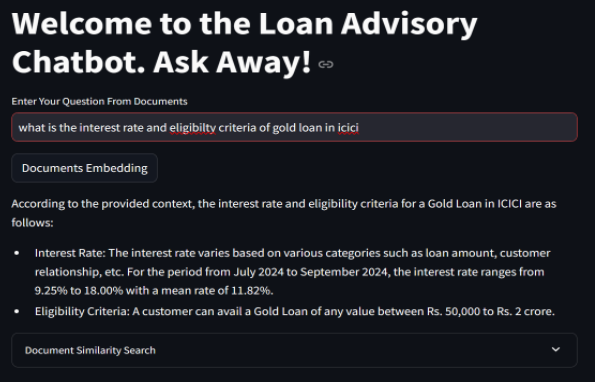 Welcome to the Loan Advisory
Chatbot. Ask Away!
Enter Your Question From Documents
what is the interest rate and eligibilty criteria of gold loan in icici
Documents Embedding
According to the provided context, the interest rate and eligibility criteria for a Gold Loan in ICICI are as
follows:
• Interest Rate: The interest rate varies based on various categories such as loan amount, customer
relationship, etc. For the period from July 2024 to September 2024, the interest rate ranges from
9.25% to 18.00% with a mean rate of 11.82%.
• Eligibility Criteria: A customer can avail a Gold Loan of any value between Rs. 50,000 to Rs. 2 crore.
Document Similarity Search